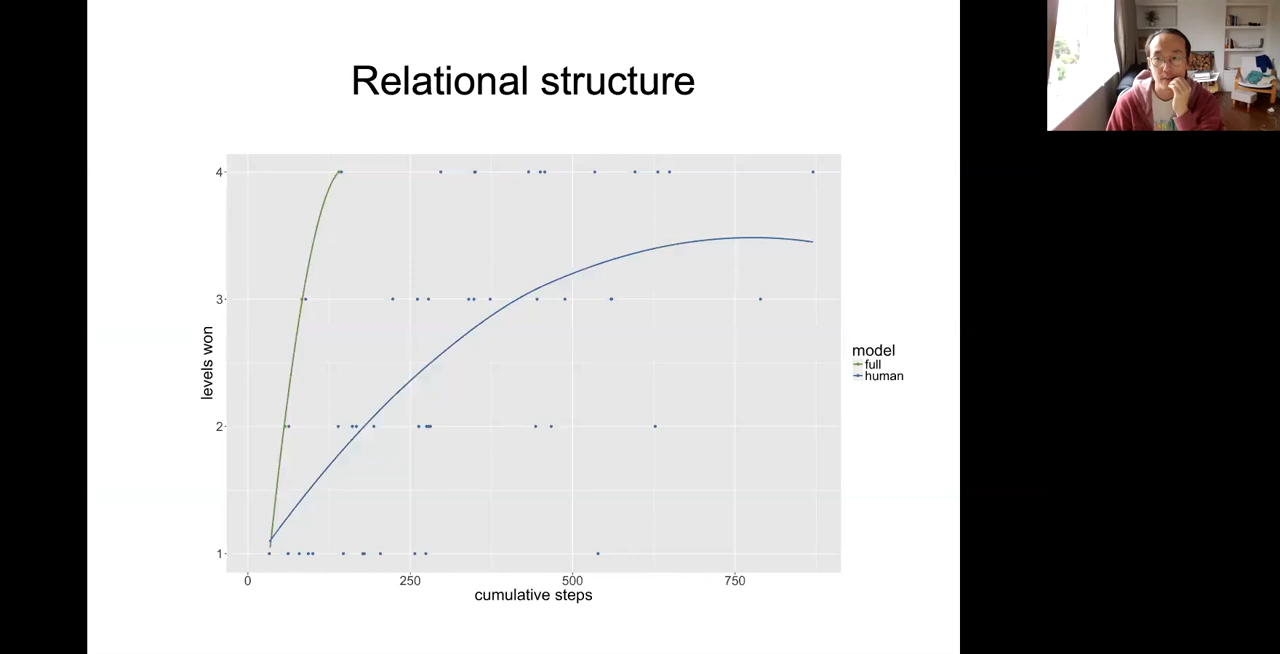 Relational structure
4
3
2
1
levels won
0 250 500 750
cumulative steps
model
full
human